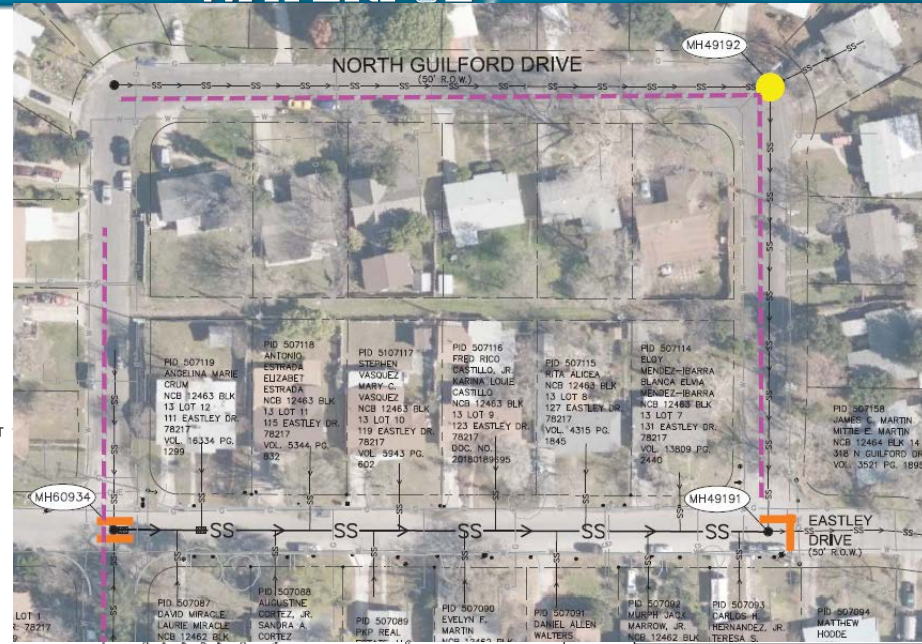 MH49192
NORTH GUILFORD DRIVE
(50' R.O.W.)
PID 507119
ANGELINA MARIE
CRUM
NCB 12463 BLK
13 LOT 12
111 EASTLEY DR.
78217
VOL. 16334 PG.
1299
PID 507118
ANTONIO
ESTRADA
ELIZABET
ESTRADA
NCB 12463 BLK
13 LOT 11
115 EASTLEY DR.
78217
VOL. 5344 PG.
832
PID 5107117
STEPHEN
VASQUEZ
MARY C.
VASQUEZ
NCB 12463 BLK
13 LOT 10
119 EASTLEY DR.
78217
VOL. 5943 PG.
602
PID 507116
FRED RICO
CASTILLO, JR.
KARINA LOUIE
CASTILLO
NCB 12463 BLK
13 LOT 9
123 EASTLEY DR.
78217
DOC. NO.
20180189695
PID 507115
RITA ALICEA
NCB 12463 BLK
13 LOT 8
127 EASTLEY DR.
78217
VOL. 4315 PG.
1845
PID 507114
ELOY
MENDEZ-IBARRA
BLANCA ELMA
MENDEZ-IBARRA
NCB 12463 BLK
13 LOT 7
131 EASTLEY DR.
78217
VOL. 13809 PG.
2440
PID 507158
JAMES C. MARTIN
MITTIE E. MARTIN
NCB 12464 BLK 14
318 N GUILFORD DR
VOL. 3521 PG. 1895
MH60934
MH49191
SS SS SS SS SS SS
EASTLEY
DRIVE
(50' R.O.W.)
LOT 1
78217
PID 507087
DAVID MIRACLE
LAURIE MIRACLE
NCB 12462 BLK
PID 507088
AUGUSTINE
CORTEZ, JR.
SANDRA A.
CORTEZ
PID 507089
PKP REAL
PID 507090
EVELYN F.
MARTIN
NCB 12462 BLK
PID 507091
DANIEL ALLEN
WALTERS
PID 507092
MURPH JACK
MARROW, JR.
NCB 12462 BLK
PID 507093
CARLOS H.
HERNANDEZ, JR.
TERESA S.
PID 507094
MATTHEW
HODDE